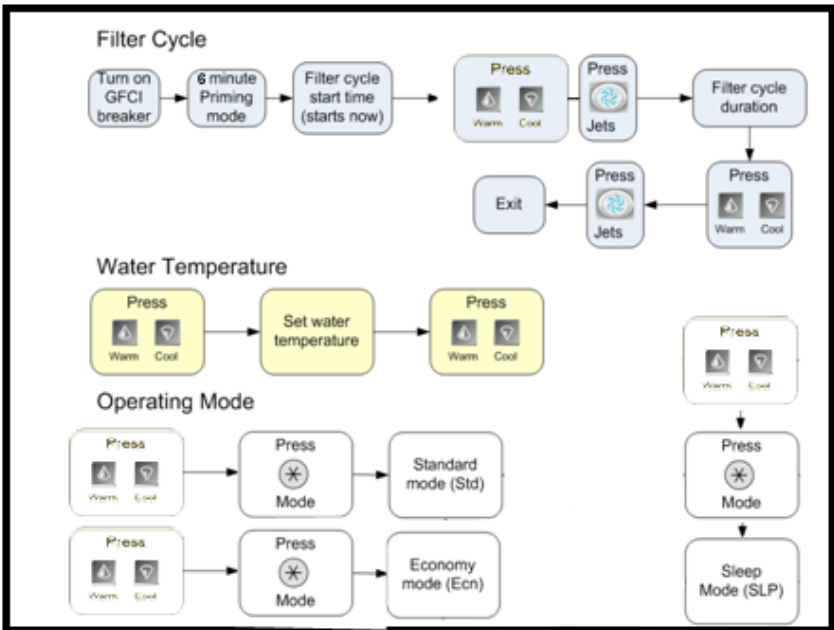 Filter Cycle
Turn on
GFCI
breaker
6 minute
Priming
mode
Filter cycle
start time
(starts now)
Press
Warm Cool
Press
Jets
Filter cycle
duration
Press
Warm Cool
Press
Jets
Exit
Water Temperature
Press
Warm Cool
Set water
temperature
Press
Warm Cool
Press
Warm Cool
Press
Mode
Sleep
Mode (SLP)
Operating Mode
Press
Warm Cool
Press
Mode
Standard
mode (Std)
Press
Warm Cool
Press
Mode
Economy
mode (Ecn)